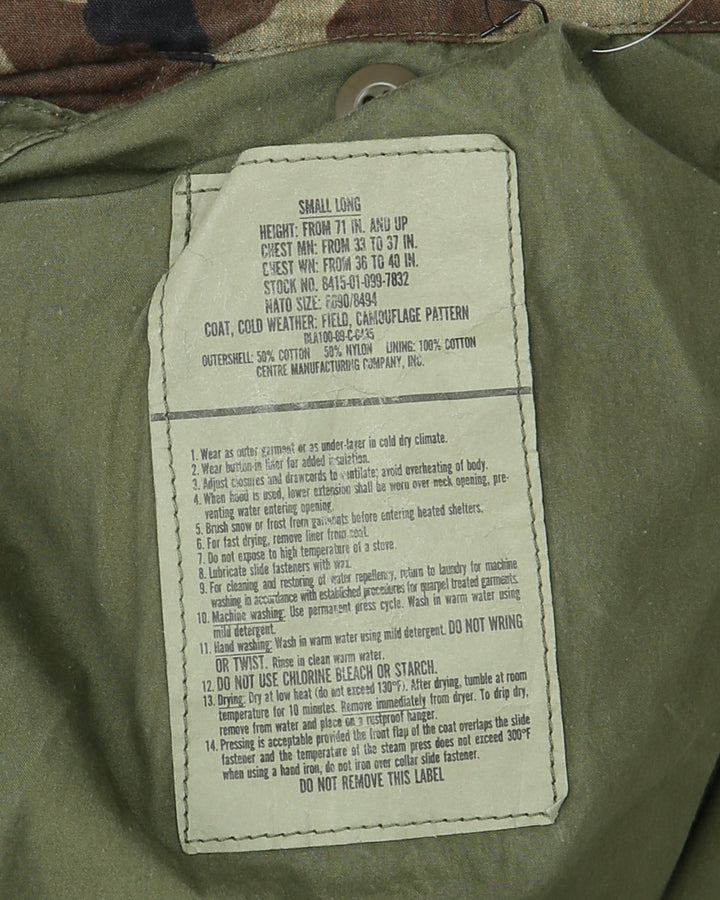 SMALL LONG
HEIGHT: FROM 71 IN. AND UP
CHEST MN: FROM 33 TO 37 IN.
CHEST WN: FROM 36 TO 40 IN.
STOCK NO. 8415-01-099-7832
NATO SIZE: 8090/8494
COAT, COLD WEATHER: FIELD, CAMOUFLAGE PATTERN
OUTERSHELL: 50% COTTON 50% NYLON LINING: 100% COTTON
CENTRE MANUFACTURING COMPANY, INC.
1. Wear as outer garment or as under-layer in cold dry climate.
2. Wear button-in liner for added insulation.
3. Adjust closures and drawcords to ventilate; avoid overheating of body.
4. When hood is used, lower extension shall be worn over neck opening, pre-
venting water entering opening.
5. Brush snow or frost from garments before entering heated shelters.
6. For fast drying, remove liner from coat.
7. Do not expose to high temperature of a stove.
8. Lubricate slide fasteners with wax.
9. For cleaning and restoring of water repellency, return to laundry for machine
washing in accordance with established procedures for quarpel treated garments.
10. Machine washing: Use permanent press cycle. Wash in warm water using
mild detergent.
11. Hand washing: Wash in warm water using mild detergent. DO NOT WRING
OR TWIST. Rinse in clean warm water.
12. DO NOT USE CHLORINE BLEACH OR STARCH.
13. Drying: Dry at low heat (do not exceed 130°F). After drying, tumble at room
temperature for 10 minutes. Remove immediately from dryer. To drip dry,
remove from water and place on a rustproof hanger.
14. Pressing is acceptable provided the front flap of the coat overlaps the slide
fastener and the temperature of the steam press does not exceed 300°F
when using a hand iron, do not iron over collar slide fastener.
DO NOT REMOVE THIS LABEL